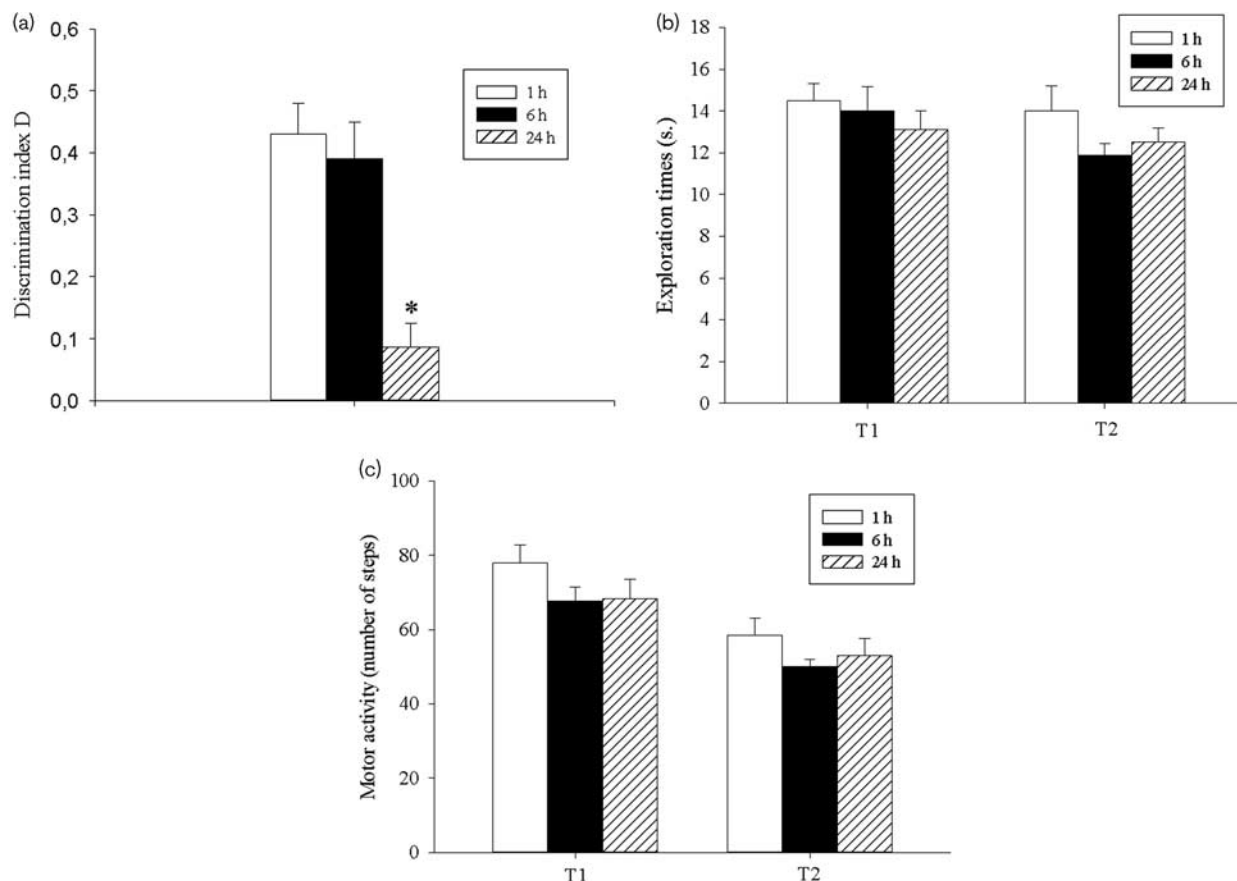 (a)
0,6
0,5
0,4
0,3
0,2
0,1
0,0
Discrimination index D
1 h
6 h
24 h
*
(b)
18
16
14
12
10
8
6
4
2
0
Exploration times (s.)
1 h
6 h
24 h
T1 T2
(c)
100
80
60
40
20
0
Motor activity (number of steps)
1 h
6 h
24 h
T1 T2